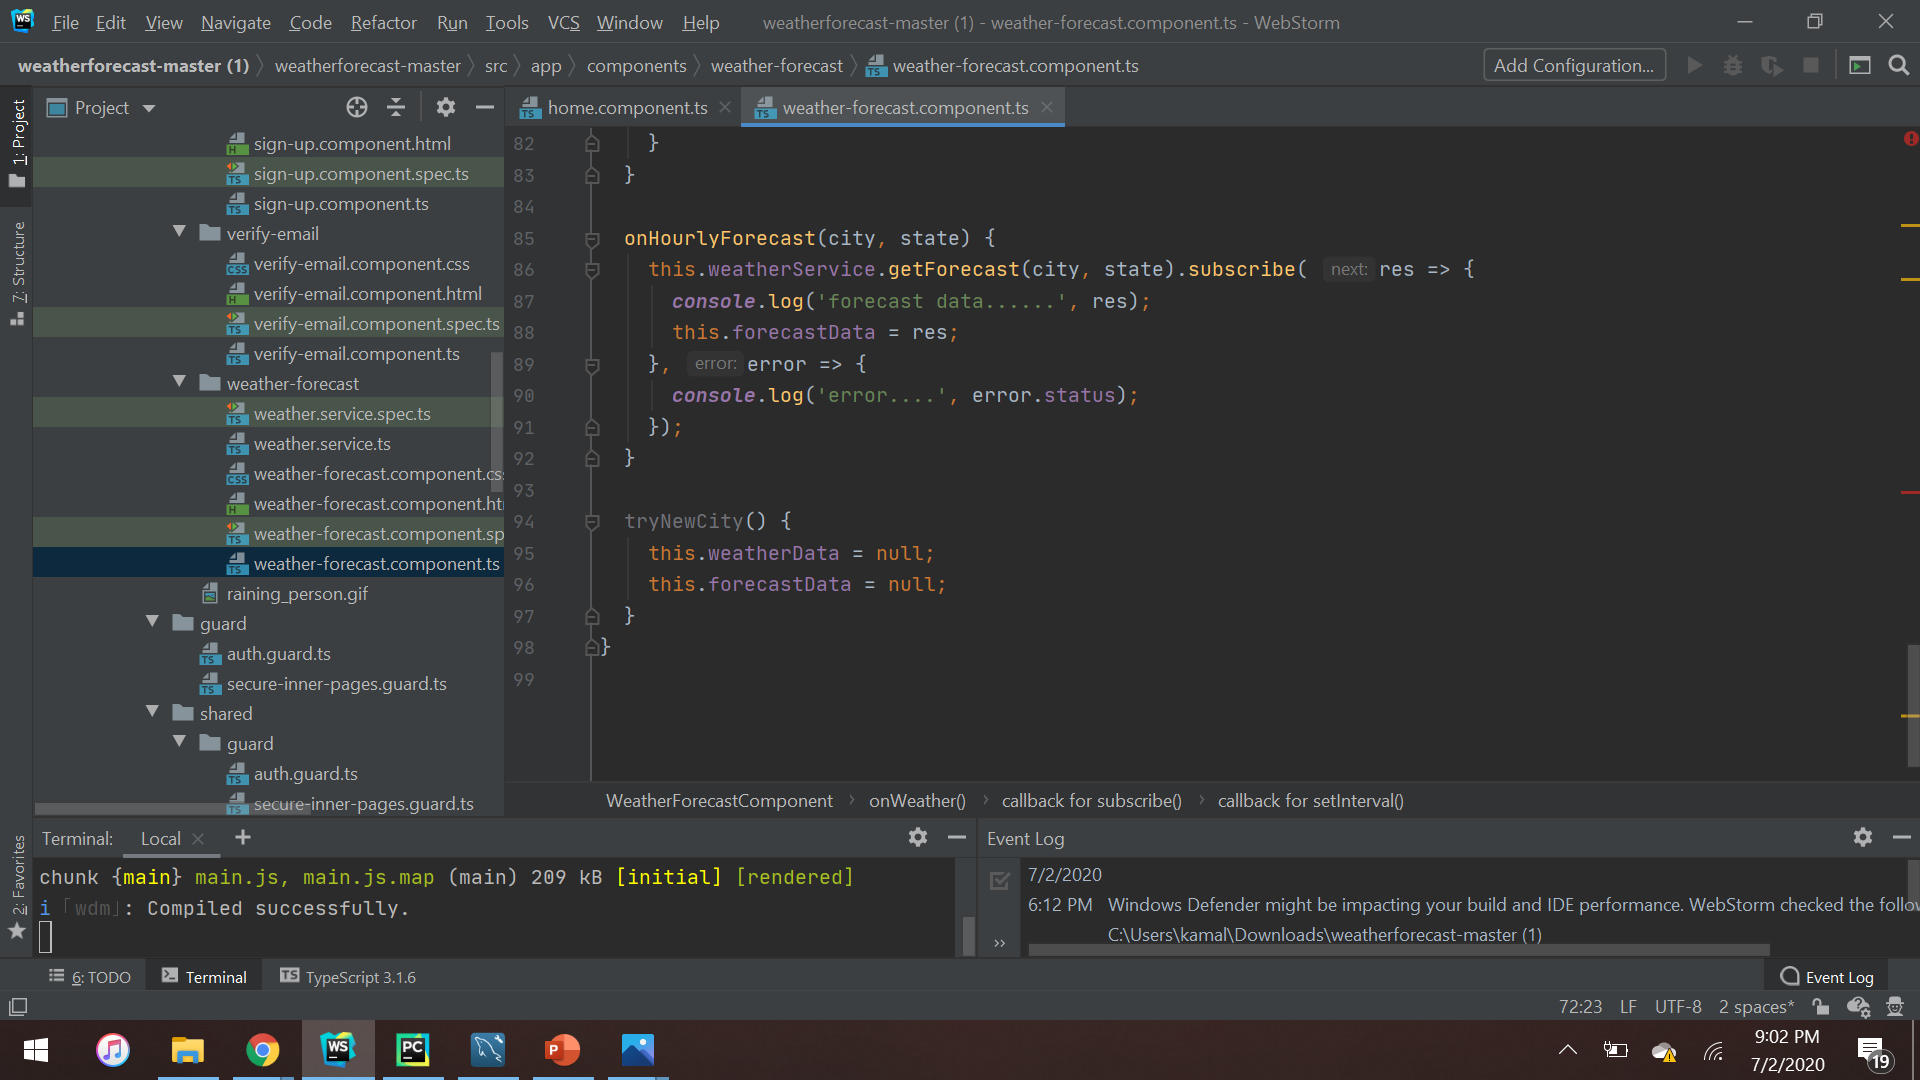 WS File Edit View Navigate Code Refactor Run Tools VCS Window Help weatherforecast-master (1) - weather-forecast.component.ts - WebStorm
weatherforecast-master (1) weatherforecast-master src app components weather-forecast weather-forecast.component.ts Add Configuration...
1: Project
7: Structure
2: Favorites
Project
sign-up.component.html
sign-up.component.spec.ts
sign-up.component.ts
verify-email
verify-email.component.css
verify-email.component.html
verify-email.component.spec.ts
verify-email.component.ts
weather-forecast
weather.service.spec.ts
weather.service.ts
weather-forecast.component.cs
weather-forecast.component.ht
weather-forecast.component.sp
weather-forecast.component.ts
raining_person.gif
guard
auth.guard.ts
secure-inner-pages.guard.ts
shared
guard
auth.guard.ts
secure-inner-pages.guard.ts
home.component.ts weather-forecast.component.ts
82 }
83 }
84
85 onHourlyForecast(city, state) {
86 this.weatherService.getForecast(city, state).subscribe( next: res => {
87 console.log('forecast data......', res);
88 this.forecastData = res;
89 }, error: error => {
90 console.log('error....', error.status);
91 });
92 }
93
94 tryNewCity() {
95 this.weatherData = null;
96 this.forecastData = null;
97 }
98 }
99
WeatherForecastComponent onWeather() callback for subscribe() callback for setInterval()
Terminal: Local +
chunk {main} main.js, main.js.map (main) 209 kB [initial] [rendered]
i 「wdm」: Compiled successfully.
Event Log
7/2/2020
6:12 PM Windows Defender might be impacting your build and IDE performance. WebStorm checked the follow
C:\Users\kamal\Downloads\weatherforecast-master (1)
6: TODO Terminal TypeScript 3.1.6 Event Log
72:23 LF UTF-8 2 spaces*
WS PC P
9:02 PM
7/2/2020
19